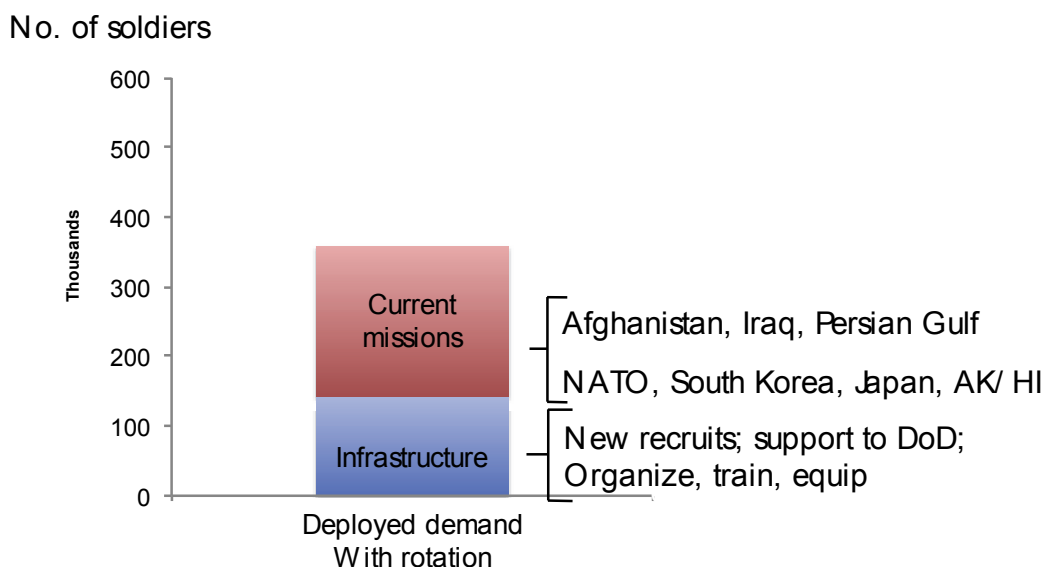 No. of soldiers
600
500
400
300
200
100
0
Thousands
Current
missions
Infrastructure
Afghanistan, Iraq, Persian Gulf
NATO, South Korea, Japan, AK/ HI
New recruits; support to DoD;
Organize, train, equip
Deployed demand
With rotation